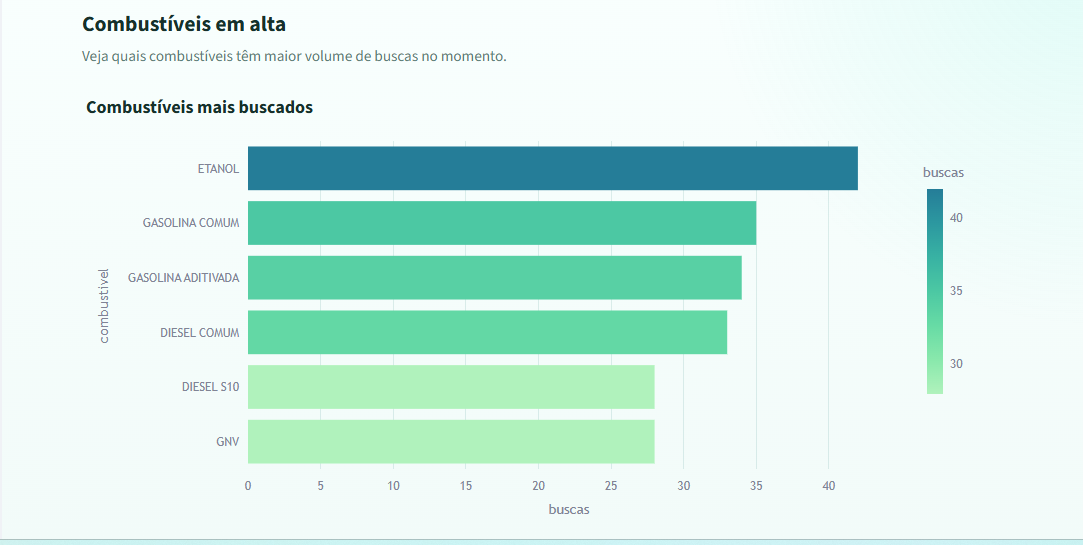 Combustíveis em alta
Veja quais combustíveis têm maior volume de buscas no momento.
Combustíveis mais buscados
ETANOL
GASOLINA COMUM
GASOLINA ADITIVADA
DIESEL COMUM
DIESEL S10
GNV
combustivel
0 5 10 15 20 25 30 35 40
buscas
buscas
40
35
30